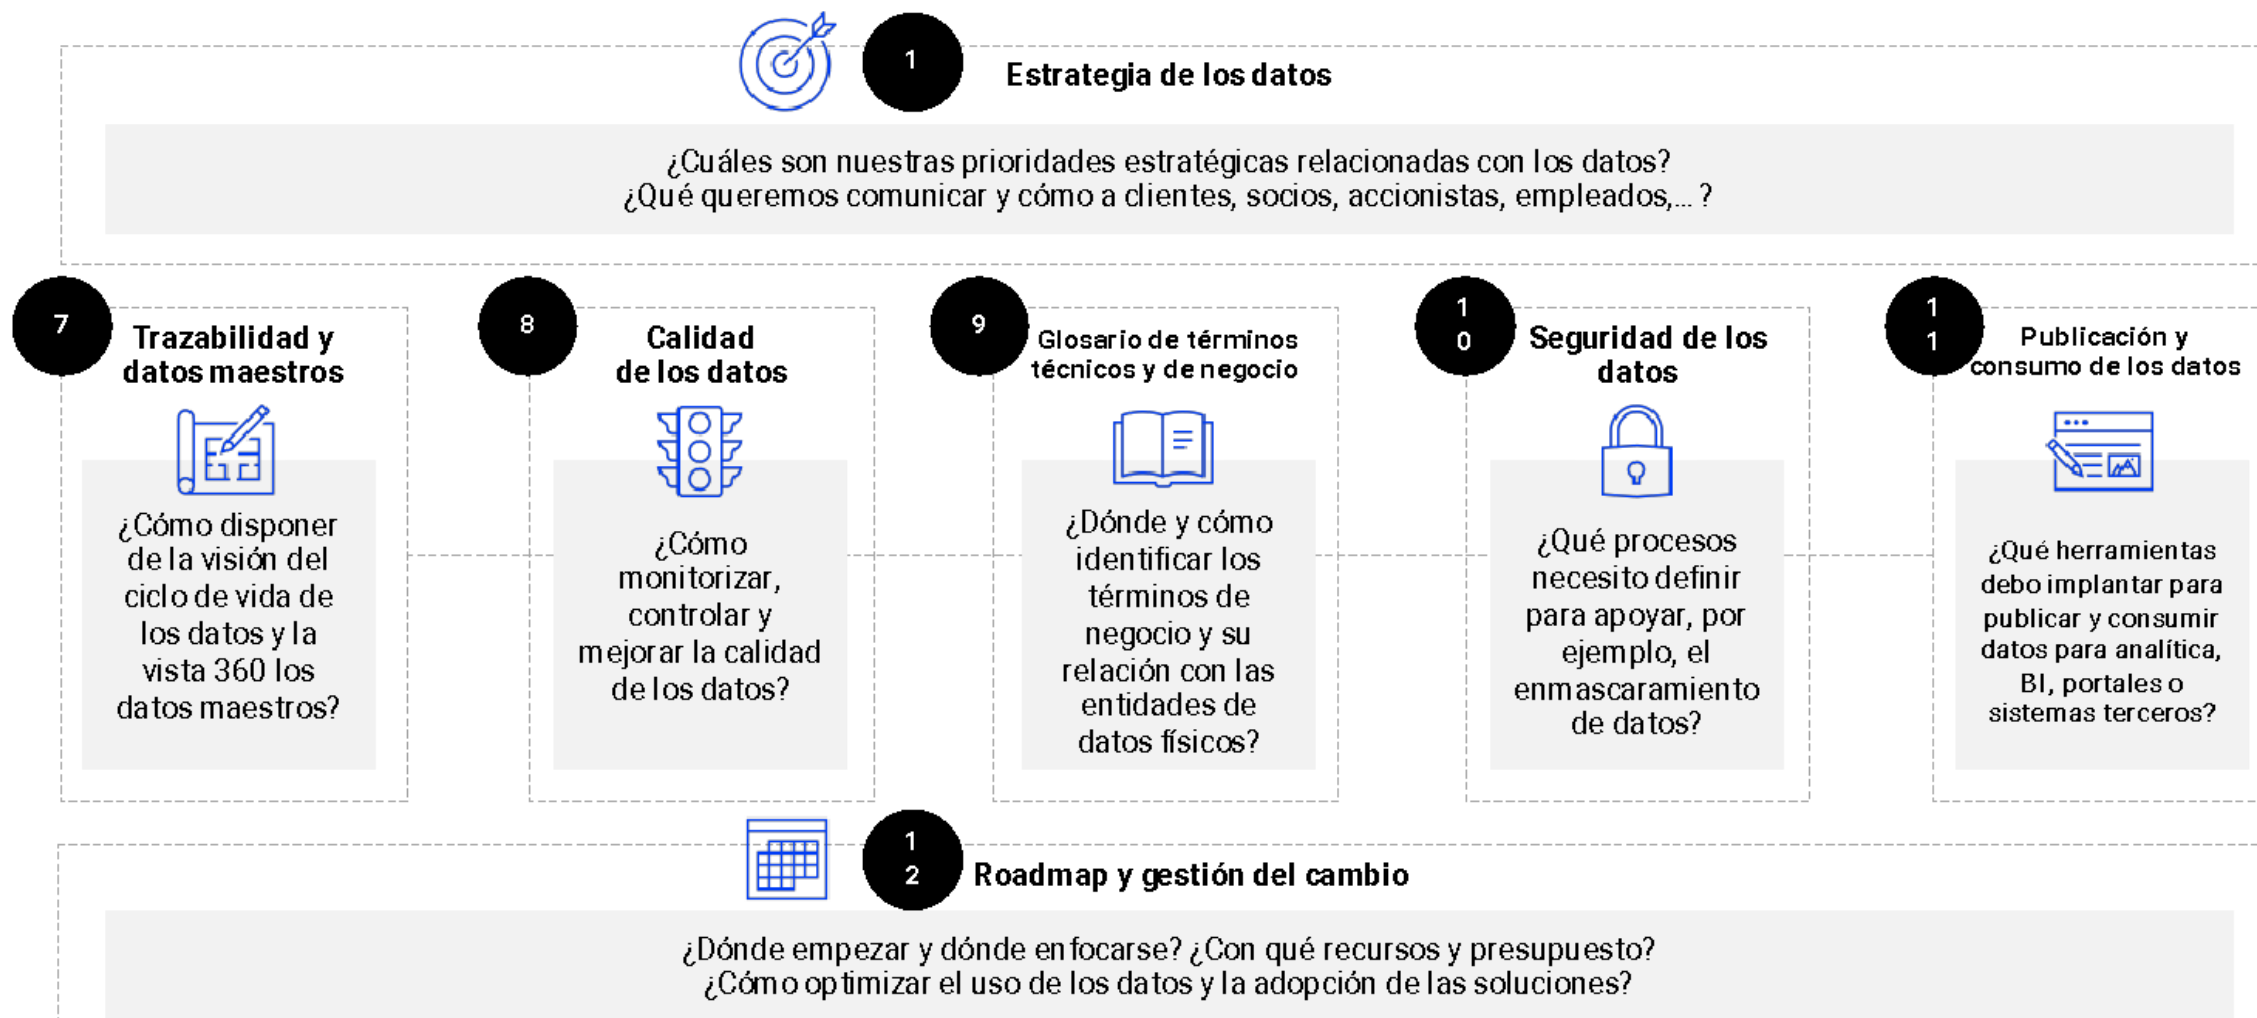 1
Estrategia de los datos
¿Cuáles son nuestras prioridades estratégicas relacionadas con los datos?
¿Qué queremos comunicar y cómo a clientes, socios, accionistas, empleados,...?
7
Trazabilidad y
datos maestros
¿Cómo disponer
de la visión del
ciclo de vida de
los datos y la
vista 360 los
datos maestros?
8
Calidad
de los datos
¿Cómo
monitorizar,
controlar y
mejorar la calidad
de los datos?
9
Glosario de términos
técnicos y de negocio
¿Dónde y cómo
identificar los
términos de
negocio y su
relación con las
entidades de
datos físicos?
1
0
Seguridad de los
datos
¿Qué procesos
necesito definir
para apoyar, por
ejemplo, el
enmascaramiento
de datos?
1
1
Publicación y
consumo de los datos
¿Qué herramientas
debo implantar para
publicar y consumir
datos para analítica,
BI, portales o
sistemas terceros?
1
2
Roadmap y gestión del cambio
¿Dónde empezar y dónde enfocarse? ¿Con qué recursos y presupuesto?
¿Cómo optimizar el uso de los datos y la adopción de las soluciones?